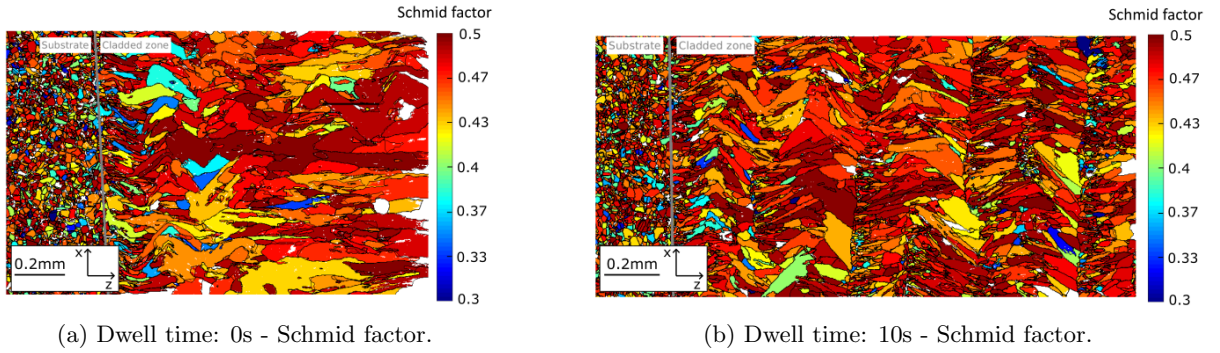 Schmid factor
Substrate Cladded zone
0.5
0.47
0.43
0.4
0.37
0.33
0.3
x
z
0.2mm
(a) Dwell time: 0s - Schmid factor.
Schmid factor
Substrate Cladded zone
0.5
0.47
0.43
0.4
0.37
0.33
0.3
x
z
0.2mm
(b) Dwell time: 10s - Schmid factor.